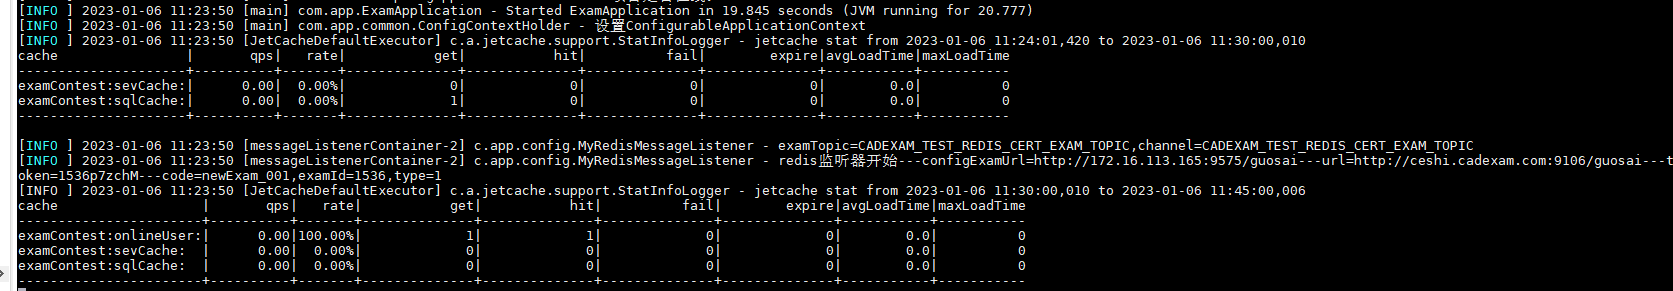 [INFO ] 2023-01-06 11:23:50 [main] com.app.ExamApplication - Started ExamApplication in 19.845 seconds (JVM running for 20.777)
[INFO ] 2023-01-06 11:23:50 [main] com.app.common.ConfigContextHolder - 设置ConfigurableApplicationContext
[INFO ] 2023-01-06 11:23:50 [JetCacheDefaultExecutor] c.a.jetcache.support.StatInfoLogger - jetcache stat from 2023-01-06 11:24:01,420 to 2023-01-06 11:30:00,010
cache                |       qps|   rate|           get|           hit|          fail|        expire|avgLoadTime|maxLoadTime
---------------------+----------+-------+--------------+--------------+--------------+--------------+-----------+-----------
examContest:sevCache:|      0.00|  0.00%|             0|             0|             0|             0|        0.0|          0
examContest:sqlCache:|      0.00|  0.00%|             1|             0|             0|             0|        0.0|          0
---------------------+----------+-------+--------------+--------------+--------------+--------------+-----------+-----------
[INFO ] 2023-01-06 11:23:50 [messageListenerContainer-2] c.app.config.MyRedisMessageListener - examTopic=CADEXAM_TEST_REDIS_CERT_EXAM_TOPIC,channel=CADEXAM_TEST_REDIS_CERT_EXAM_TOPIC
[INFO ] 2023-01-06 11:23:50 [messageListenerContainer-2] c.app.config.MyRedisMessageListener - redis监听器开始---configExamUrl=http://172.16.113.165:9575/guosai---url=http://ceshi.cadexam.com:9106/guosai---t
oken=1536p7zchM---code=newExam_001,examId=1536,type=1
[INFO ] 2023-01-06 11:23:50 [JetCacheDefaultExecutor] c.a.jetcache.support.StatInfoLogger - jetcache stat from 2023-01-06 11:30:00,010 to 2023-01-06 11:45:00,006
cache                  |       qps|   rate|           get|           hit|          fail|        expire|avgLoadTime|maxLoadTime
-----------------------+----------+-------+--------------+--------------+--------------+--------------+-----------+-----------
examContest:onlineUser:|      0.00|100.00%|             1|             1|             0|             0|        0.0|          0
examContest:sevCache:  |      0.00|  0.00%|             0|             0|             0|             0|        0.0|          0
examContest:sqlCache:  |      0.00|  0.00%|             0|             0|             0|             0|        0.0|          0
-----------------------+----------+-------+--------------+--------------+--------------+--------------+-----------+-----------